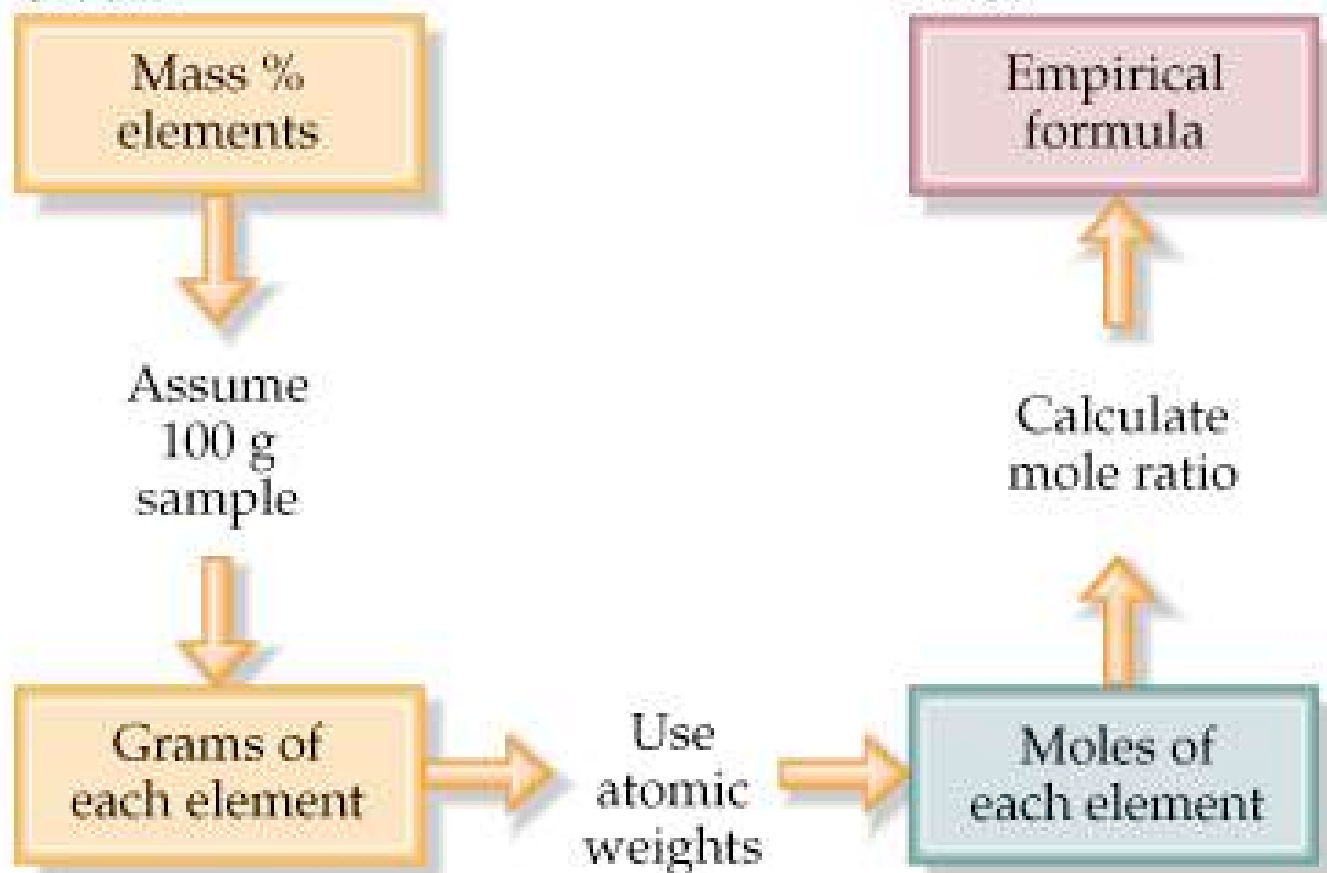 Mass %
elements
Assume
100 g
sample
Grams of
each element
Use
atomic
weights
Moles of
each element
Calculate
mole ratio
Empirical
formula